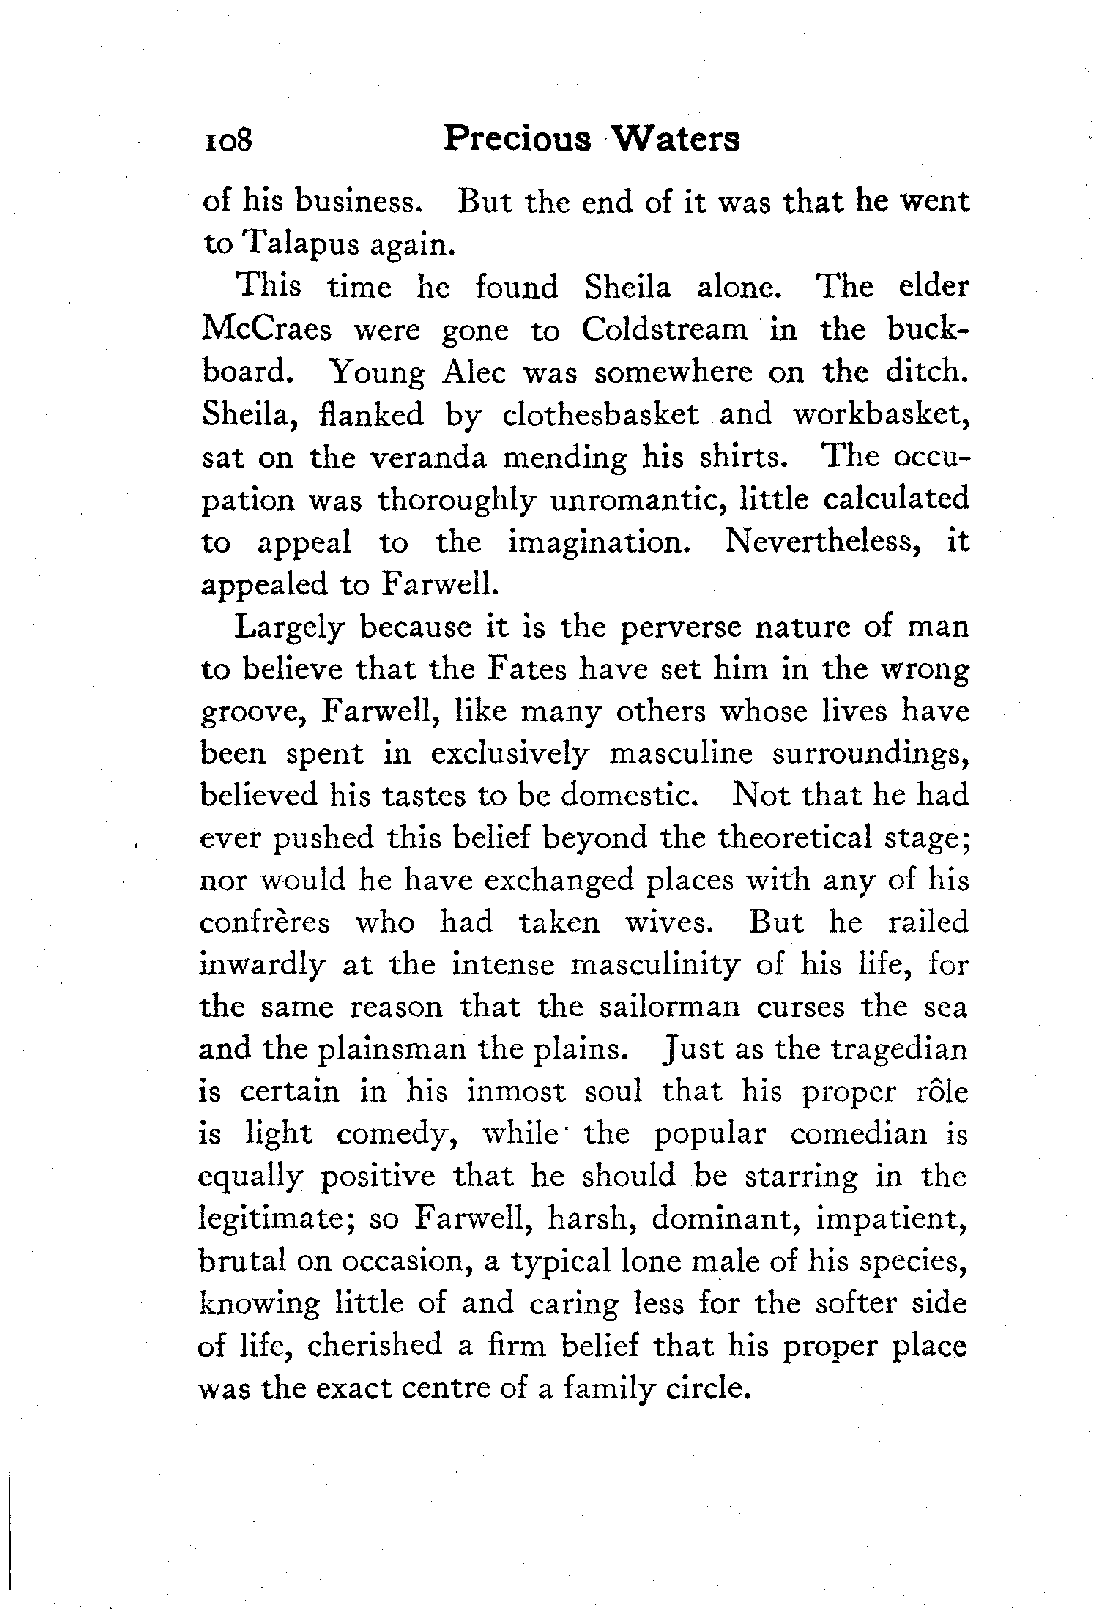 108 Precious Waters
of his business. But the end of it was that he went
to Talapus again.
This time he found Sheila alone. The elder
McCraes were gone to Coldstream in the buck-
board. Young Alec was somewhere on the ditch.
Sheila, flanked by clothesbasket and workbasket,
sat on the veranda mending his shirts. The occu-
pation was thoroughly unromantic, little calculated
to appeal to the imagination. Nevertheless, it
appealed to Farwell.
Largely because it is the perverse nature of man
to believe that the Fates have set him in the wrong
groove, Farwell, like many others whose lives have
been spent in exclusively masculine surroundings,
believed his tastes to be domestic. Not that he had
ever pushed this belief beyond the theoretical stage;
nor would he have exchanged places with any of his
confrères who had taken wives. But he railed
inwardly at the intense masculinity of his life, for
the same reason that the sailorman curses the sea
and the plainsman the plains. Just as the tragedian
is certain in his inmost soul that his proper rôle
is light comedy, while the popular comedian is
equally positive that he should be starring in the
legitimate; so Farwell, harsh, dominant, impatient,
brutal on occasion, a typical lone male of his species,
knowing little of and caring less for the softer side
of life, cherished a firm belief that his proper place
was the exact centre of a family circle.